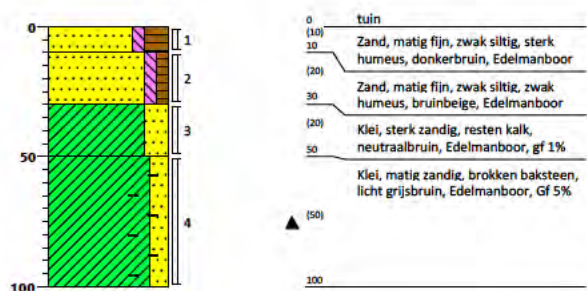 0
50
100
1
2
3
4
0 tuin
(10)
10
Zand, matig fijn, zwak siltig, sterk
humeus, donkerbruin, Edelmanboor
(20)
30
Zand, matig fijn, zwak siltig, zwak
humeus, bruinbeige, Edelmanboor
(20)
50
Klei, sterk zandig, resten kalk,
neutraalbruin, Edelmanboor, gf 1%
Klei, matig zandig, brokken baksteen,
licht grijsbruin, Edelmanboor, Gf 5%
(50)
100